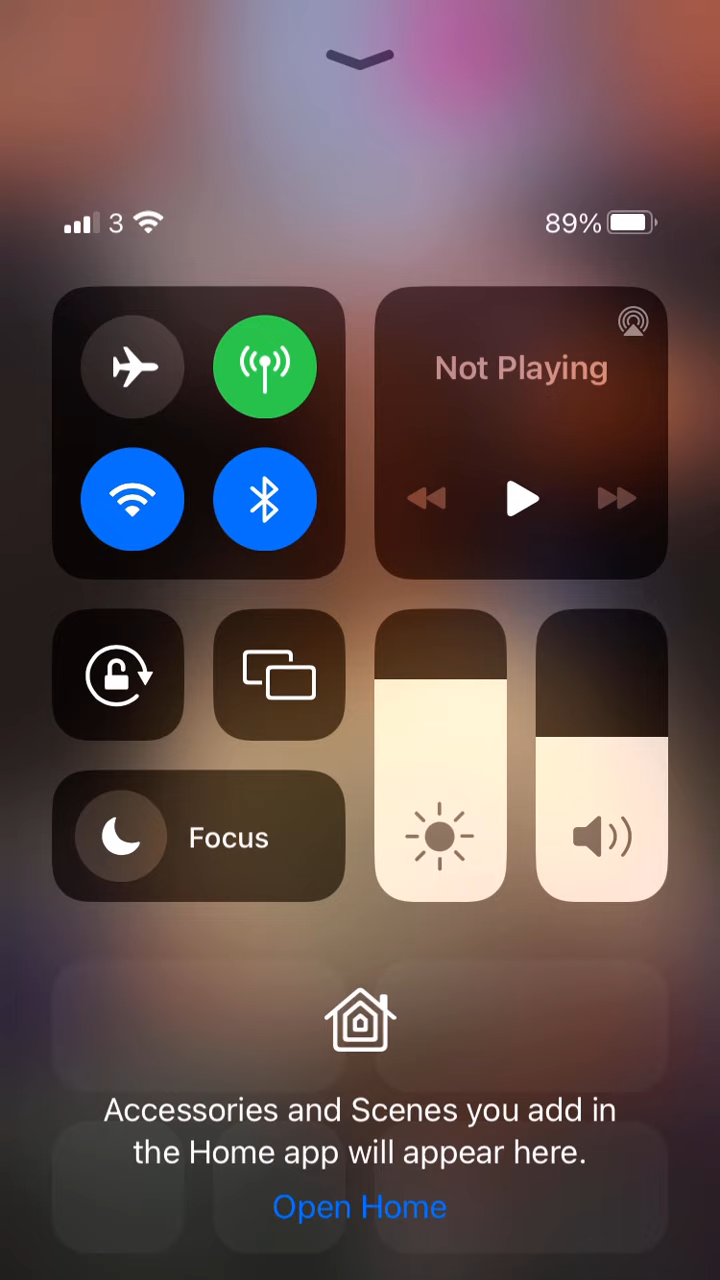 3
89%
Not Playing
Focus
Accessories and Scenes you add in
the Home app will appear here.
Open Home